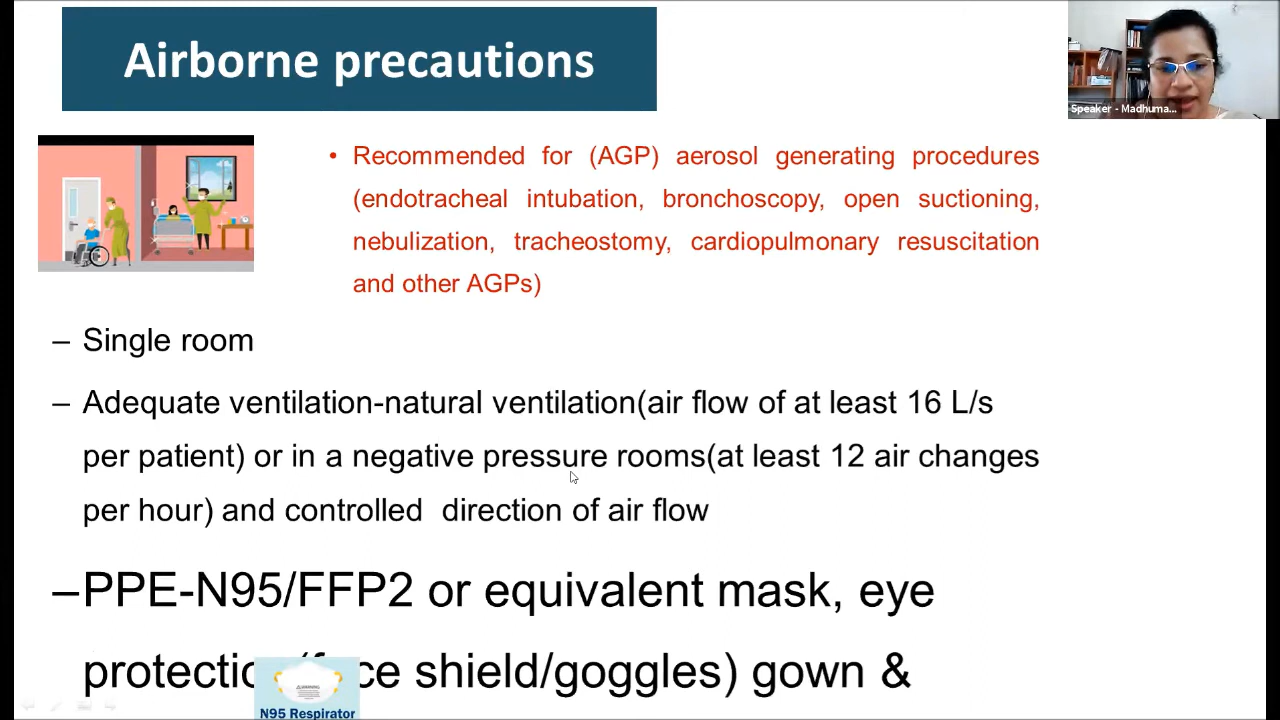 Airborne precautions
Speaker - Madhuma...
• Recommended for (AGP) aerosol generating procedures
(endotracheal intubation, bronchoscopy, open suctioning,
nebulization, tracheostomy, cardiopulmonary resuscitation
and other AGPs)
– Single room
– Adequate ventilation-natural ventilation(air flow of at least 16 L/s
per patient) or in a negative pressure rooms(at least 12 air changes
per hour) and controlled direction of air flow
–PPE-N95/FFP2 or equivalent mask, eye
shield/goggles) gown &
WARNING
N95 Respirator